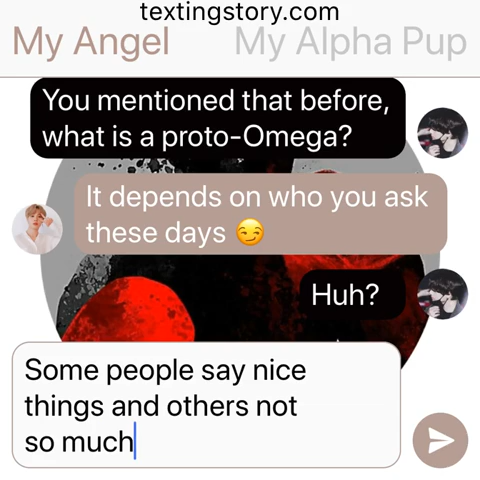 textingstory.com
My Angel My Alpha Pup
You mentioned that before,
what is a proto-Omega?
It depends on who you ask
these days 😏
Huh?
Some people say nice
things and others not
so much